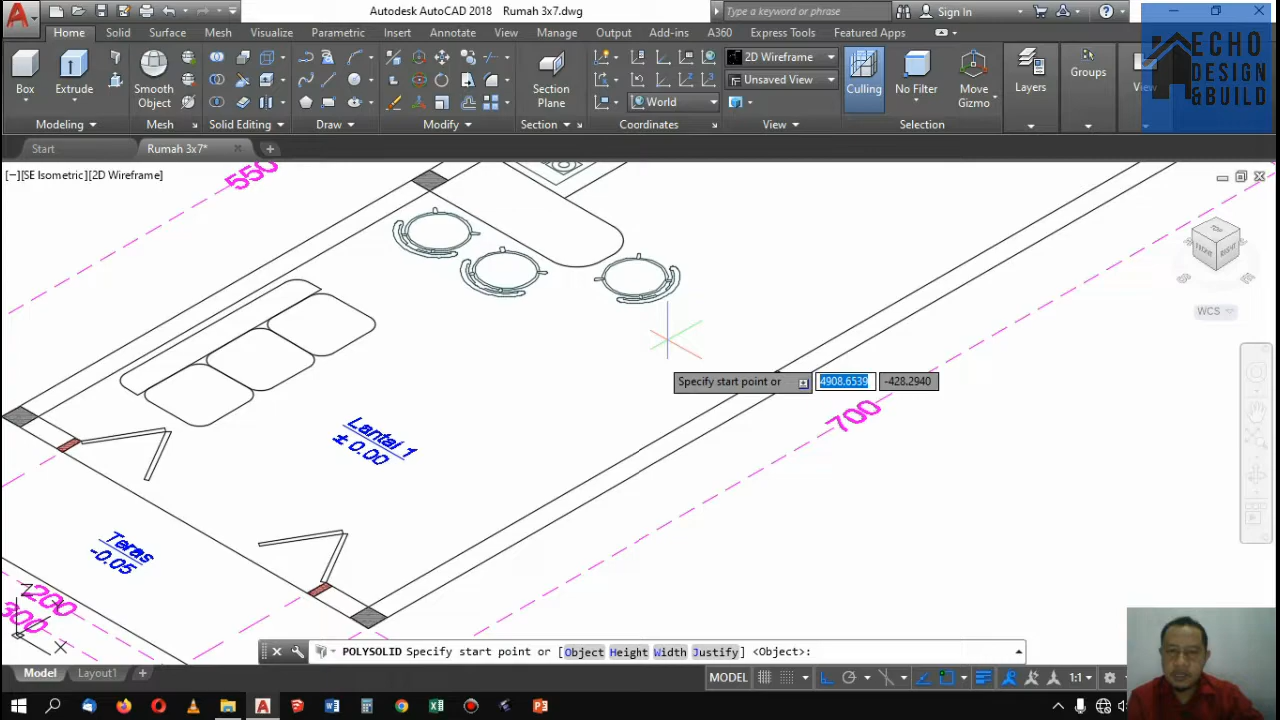 Autodesk AutoCAD 2018 Rumah 3x7.dwg
Type a keyword or phrase
Sign In
Home Solid Surface Mesh Visualize Parametric Insert Annotate View Manage Output Add-ins A360 Express Tools Featured Apps
Box
Extrude
Smooth
Object
Section
Plane
World
2D Wireframe
Unsaved View
Culling
No Filter
Move
Gizmo
Layers
Groups
View
Modeling
Mesh
Solid Editing
Draw
Modify
Section
Coordinates
View
Selection
ECHO
DESIGN
&BUILD
Start
Rumah 3x7*
[−][SE Isometric][2D Wireframe]
550
TOP
FRONT
RIGHT
S
E
WCS
Specify start point or
4908.6539
-428.2940
700
Lantai 1
± 0.00
Teras
-0.05
200
300
Z
X
POLYSOLID Specify start point or [Object Height Width Justify] <Object>:
Model
Layout1
MODEL
1:1